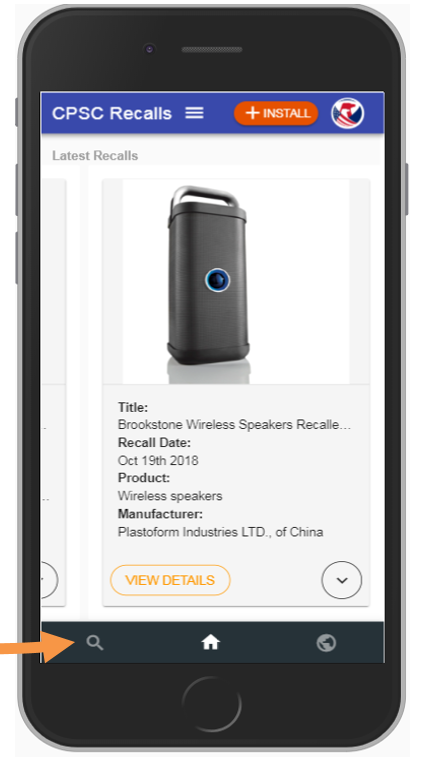 CPSC Recalls
+ INSTALL
Latest Recalls
Title:
Brookstone Wireless Speakers Recalle...
Recall Date:
Oct 19th 2018
Product:
Wireless speakers
Manufacturer:
Plastoform Industries LTD., of China
VIEW DETAILS